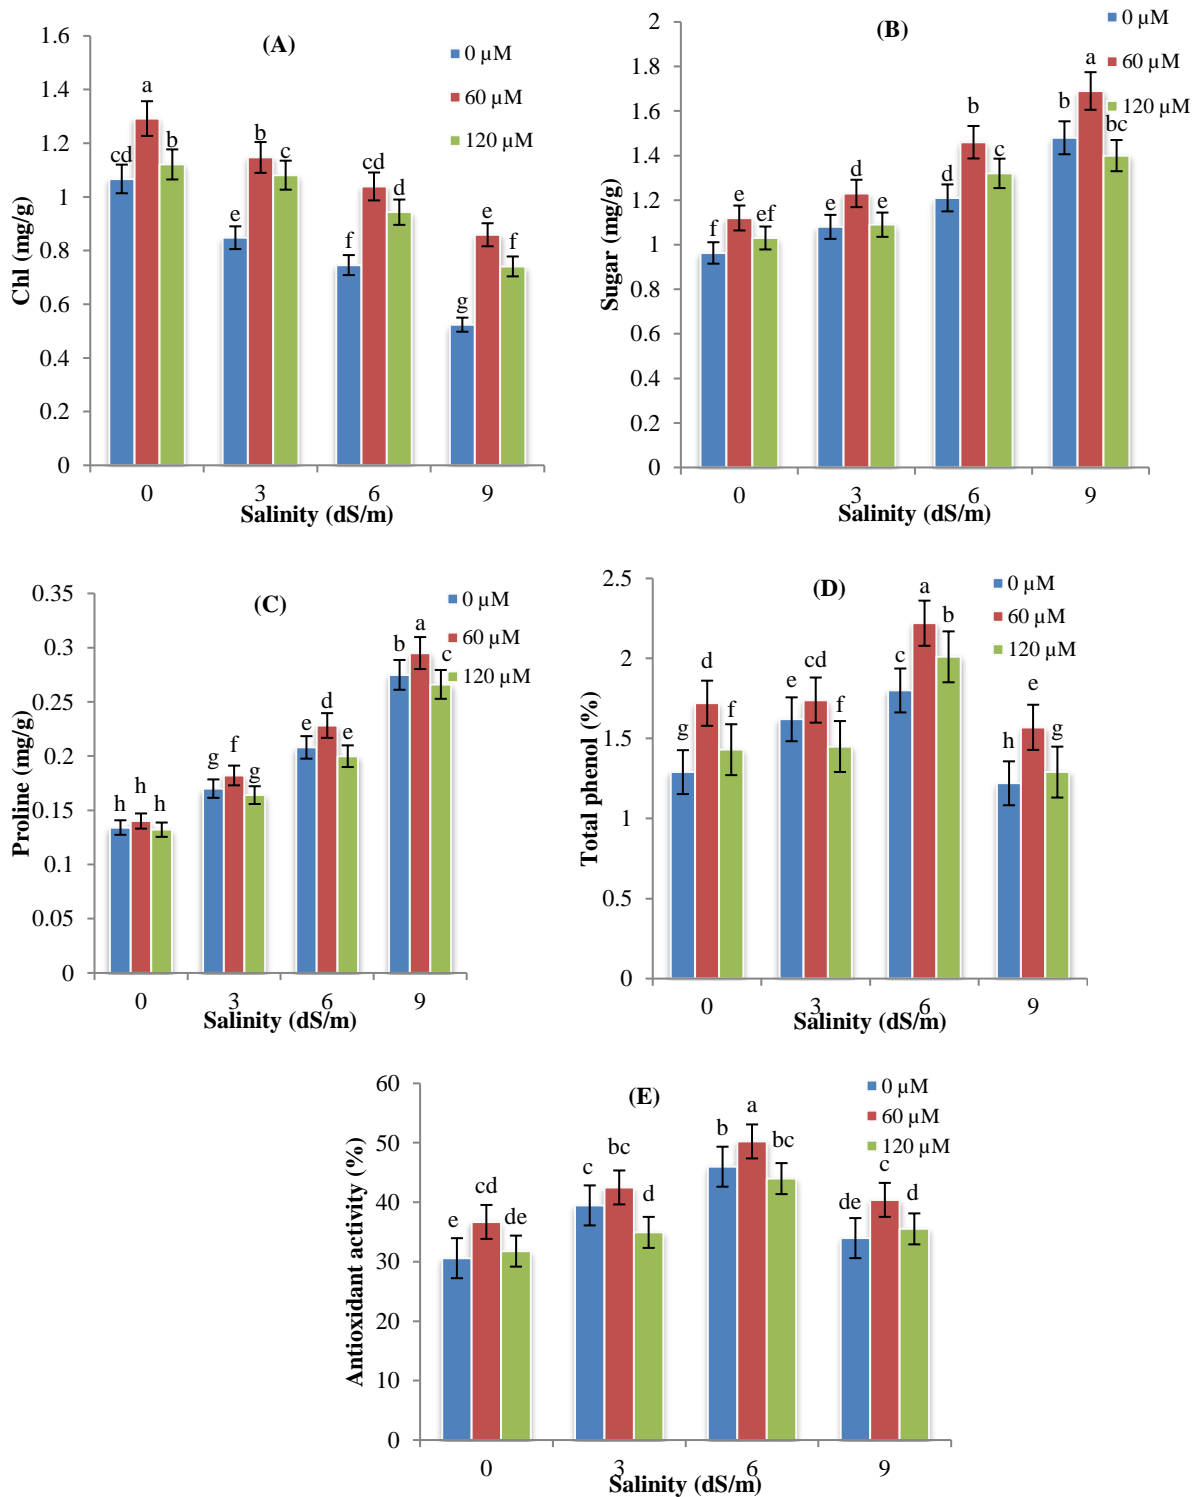 (A)
0 µM
60 µM
120 µM
1.6
1.4
1.2
1
0.8
0.6
0.4
0.2
0
Chl (mg/g)
cd a b
e b c
f cd d
g e f
0 3 6 9
Salinity (dS/m)
(B)
0 µM
60 µM
120 µM
2
1.8
1.6
1.4
1.2
1
0.8
0.6
0.4
0.2
0
Sugar (mg/g)
f e ef
e d e
d b c
b a bc
0 3 6 9
Salinity (dS/m)
(C)
0 µM
60 µM
120 µM
0.35
0.3
0.25
0.2
0.15
0.1
0.05
0
Proline (mg/g)
h h h
g f g
e d e
b a c
0 3 6 9
Salinity (dS/m)
(D)
0 µM
60 µM
120 µM
2.5
2
1.5
1
0.5
0
Total phenol (%)
g d f
e cd f
c a b
h e g
0 3 6 9
Salinity (dS/m)
(E)
0 µM
60 µM
120 µM
60
50
40
30
20
10
0
Antioxidant activity (%)
e cd de
c bc d
b a bc
de c d
0 3 6 9
Salinity (dS/m)